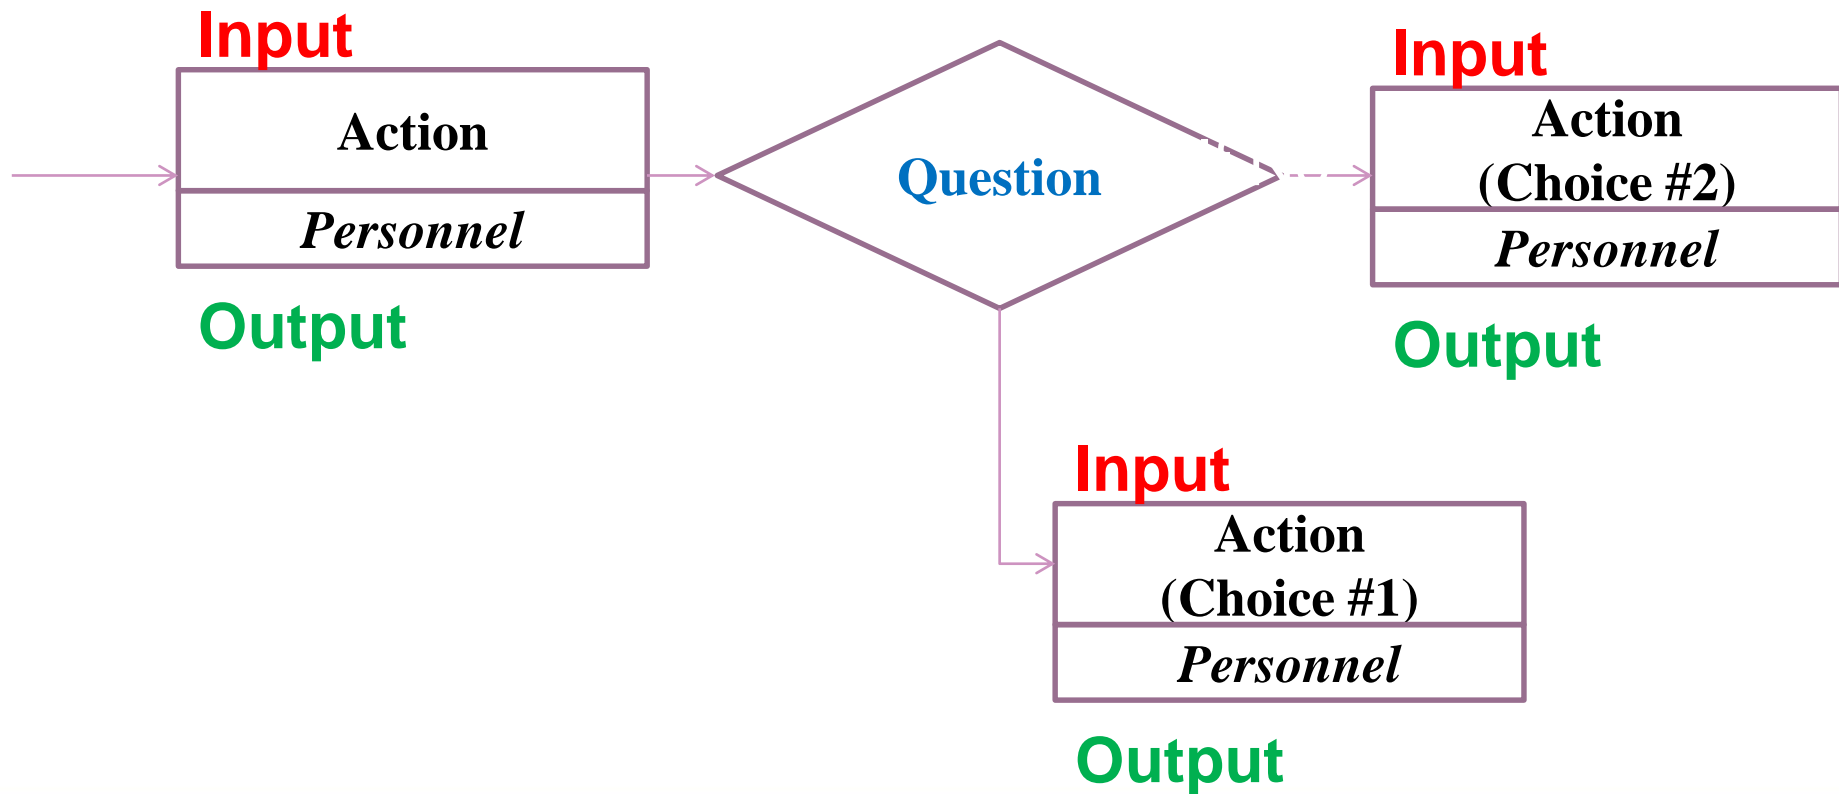 Input
Action
Personnel
Output
Question
Input
Action
(Choice #2)
Personnel
Output
Input
Action
(Choice #1)
Personnel
Output